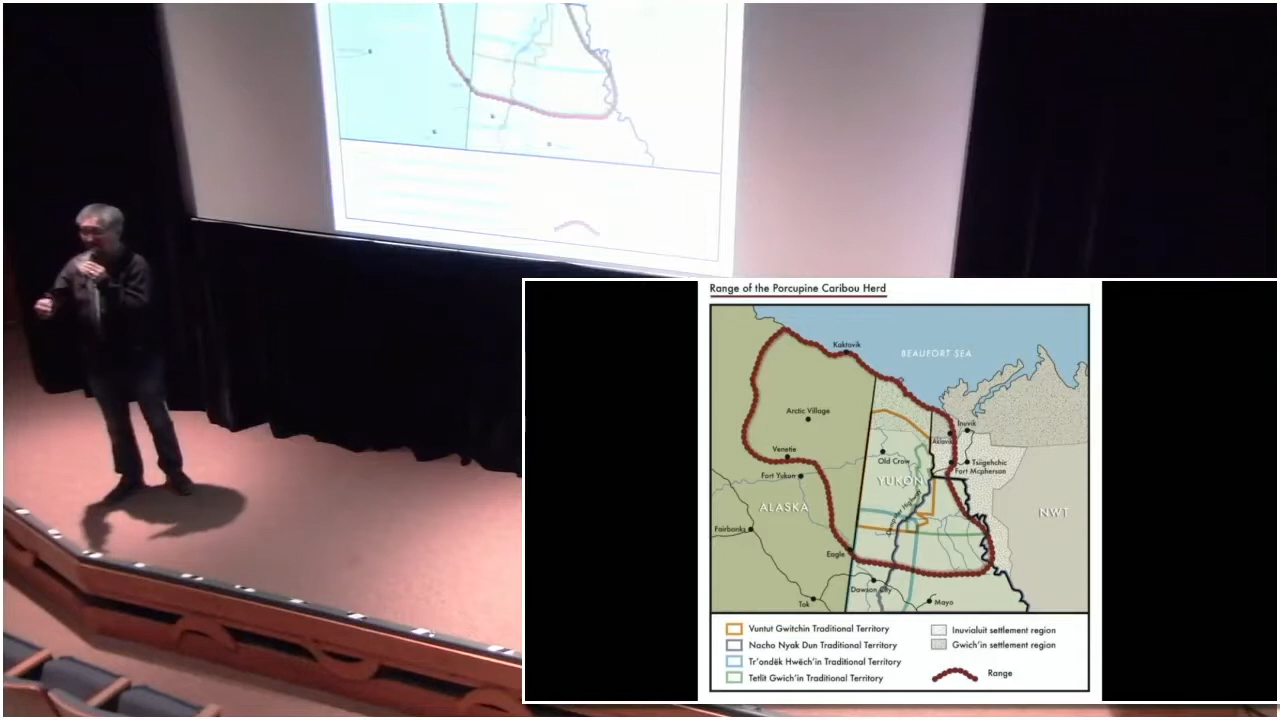 Range of the Porcupine Caribou Herd
Kaktovik
BEAUFORT SEA
Arctic Village
Inuvik
Aklavik
Venetie
Old Crow
Tsiigehchic
Fort Mcpherson
Fort Yukon
YUKON
ALASKA
NWT
Fairbanks
Eagle
Dawson City
Tok
Mayo
Vuntut Gwitchin Traditional Territory
Nacho Nyak Dun Traditional Territory
Tr'ondëk Hwëch'in Traditional Territory
Tetlit Gwich'in Traditional Territory
Inuvialuit settlement region
Gwich'in settlement region
Range